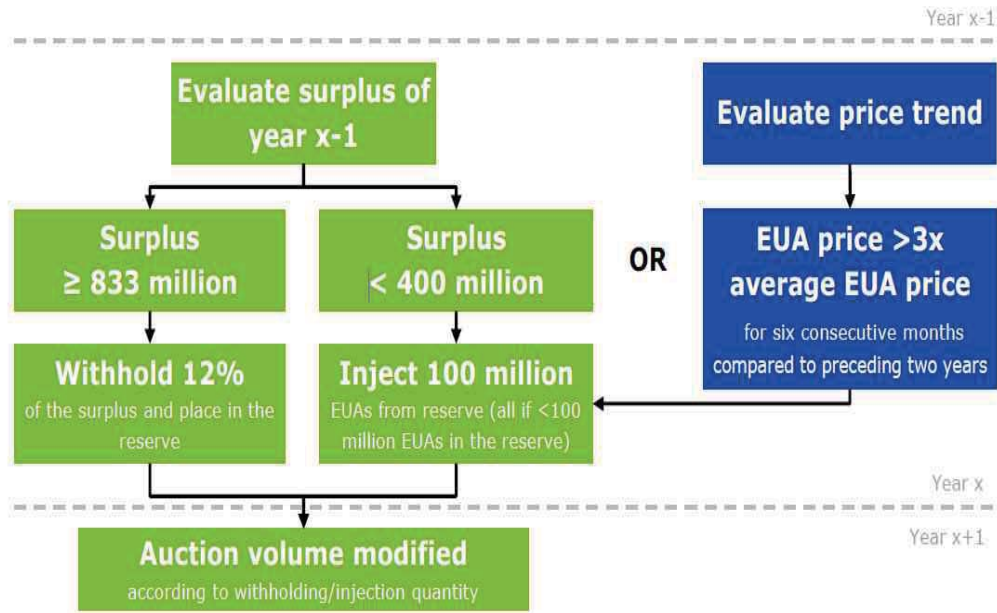 Year x-1
Evaluate surplus of
year x-1
Evaluate price trend
Surplus
≥ 833 million
Surplus
< 400 million
OR
EUA price >3x
average EUA price
for six consecutive months
compared to preceding two years
Withhold 12%
of the surplus and place in the
reserve
Inject 100 million
EUAs from reserve (all if <100
million EUAs in the reserve)
Year x
Year x+1
Auction volume modified
according to withholding/injection quantity